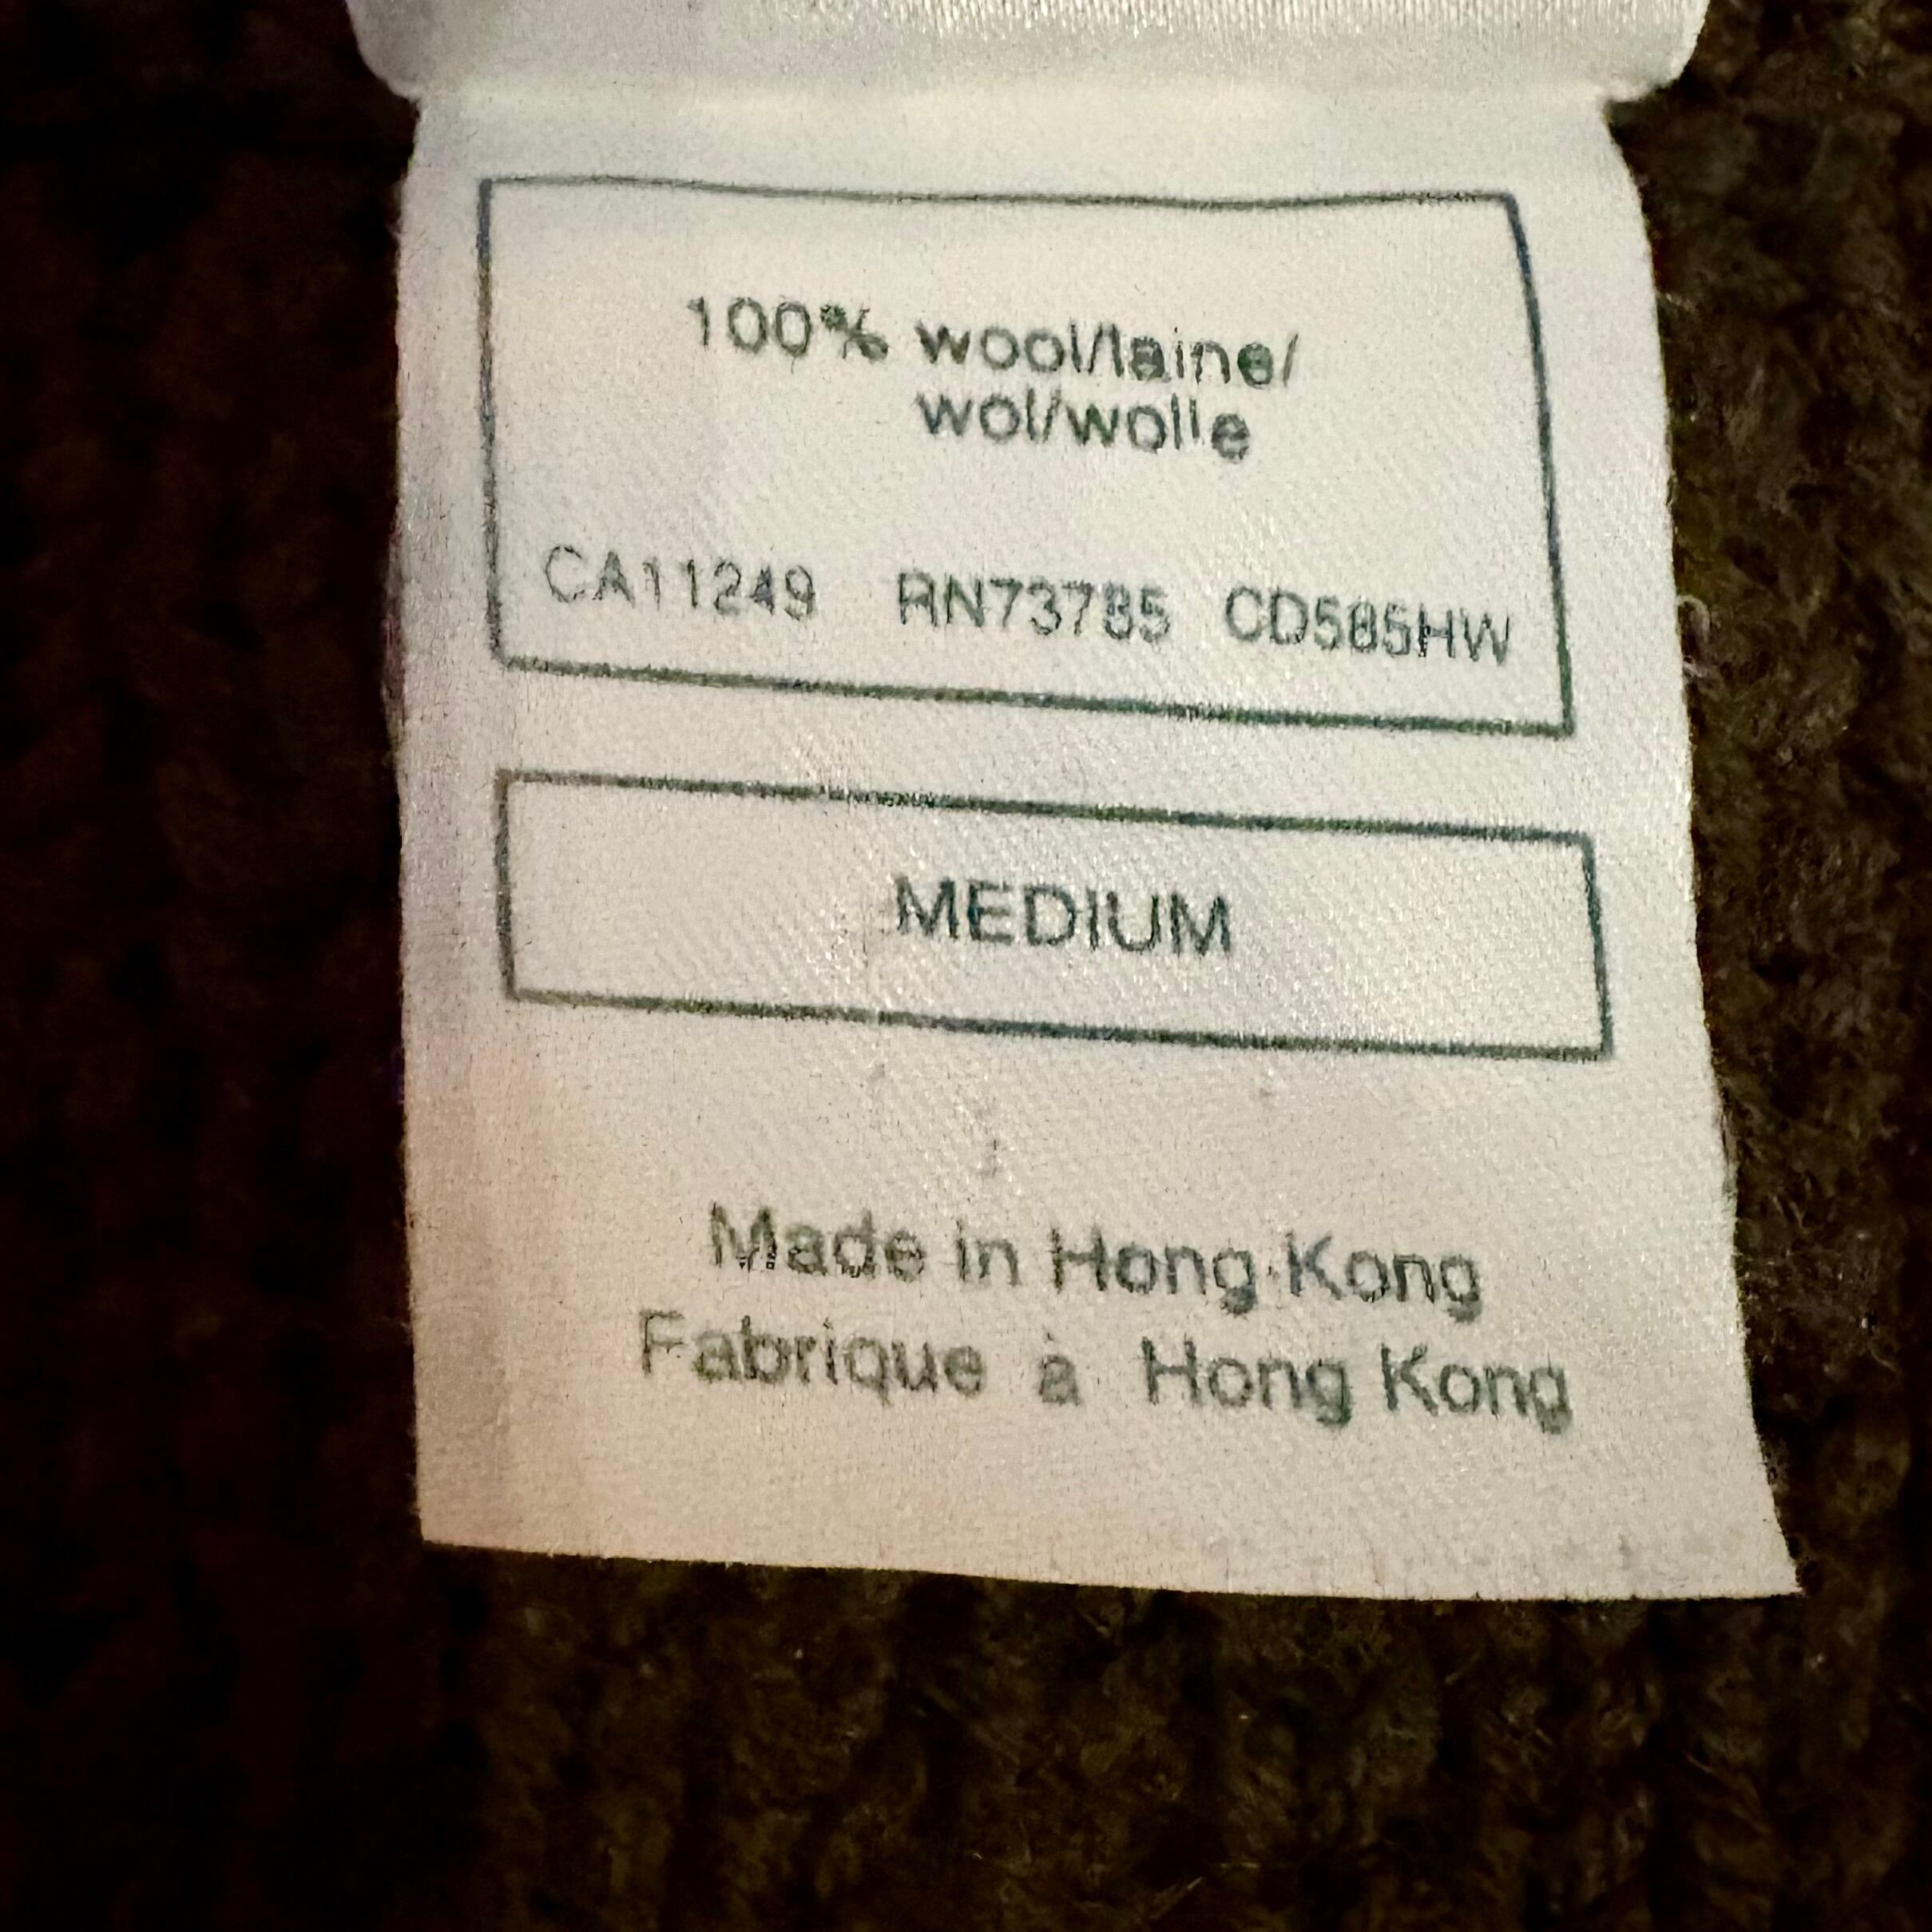 100% wool/laine/
wol/wolle
CA11249 RN73785 CD585HW
MEDIUM
Made in Hong Kong
Fabrique à Hong Kong